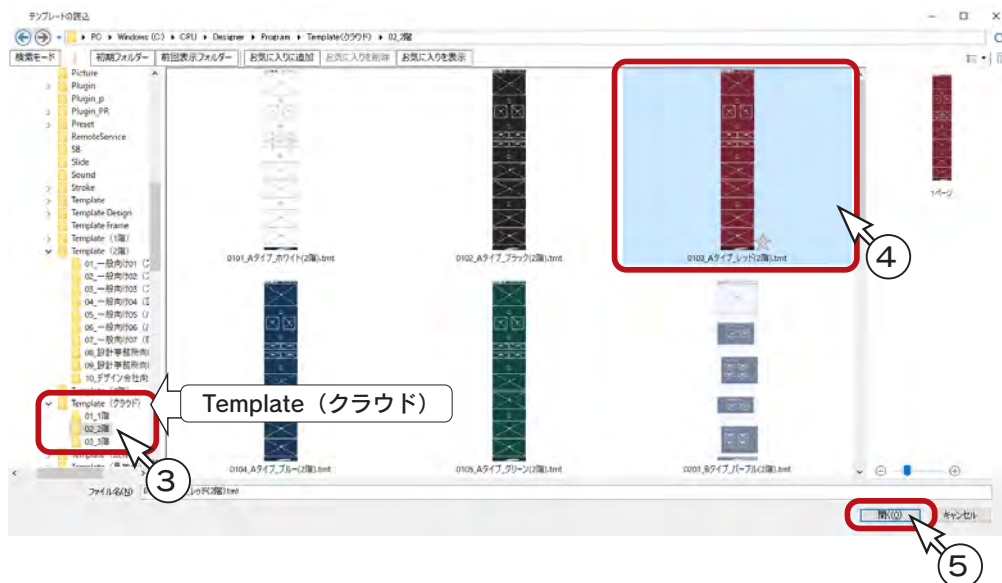 テンプレートの読込
PC ▸ Windows (C:) ▸ CPU ▸ Designer ▸ Program ▸ Template(クラウド) ▸ 02_2階
検索モード 初期フォルダー 前回表示フォルダー お気に入りに追加 お気に入りを削除 お気に入りを表示
Picture
Plugin
Plugin_p
Plugin_PR
Preset
RemoteService
SB
Slide
Sound
Stroke
Template
Template Design
Template Frame
Template (1階)
Template (2階)
01_一般向け01
02_一般向け02
03_一般向け03
04_一般向け04
05_一般向け05
06_一般向け06
07_一般向け07
08_設計事務所向
09_設計事務所向
10_デザイン会社向
Template (クラウド)
01_1階
02_2階
03_3階
0101_Aタイプ_ホワイト(2階).tmt
0102_Aタイプ_ブラック(2階).tmt
0103_Aタイプ_レッド(2階).tmt
0104_Aタイプ_ブルー(2階).tmt
0105_Aタイプ_グリーン(2階).tmt
0201_Bタイプ_パープル(2階).tmt
1ページ
Template（クラウド）
③
④
ファイル名(N)
レッド(2階).tmt
開く(O)
キャンセル
⑤